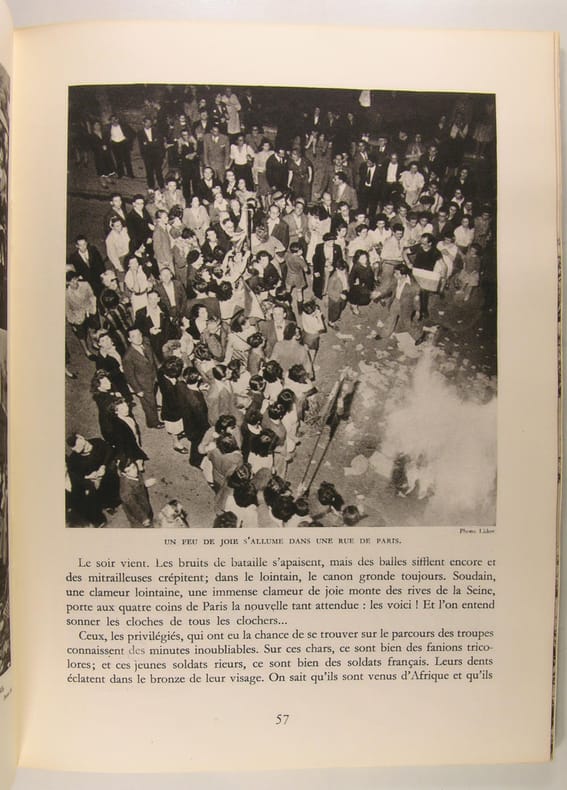 Photo Lidov
UN FEU DE JOIE S'ALLUME DANS UNE RUE DE PARIS.
Le soir vient. Les bruits de bataille s'apaisent, mais des balles sifflent encore et
des mitrailleuses crépitent; dans le lointain, le canon gronde toujours. Soudain,
une clameur lointaine, une immense clameur de joie monte des rives de la Seine,
porte aux quatre coins de Paris la nouvelle tant attendue : les voici ! Et l'on entend
sonner les cloches de tous les clochers...
Ceux, les privilégiés, qui ont eu la chance de se trouver sur le parcours des troupes
connaissent des minutes inoubliables. Sur ces chars, ce sont bien des fanions trico-
lores; et ces jeunes soldats rieurs, ce sont bien des soldats français. Leurs dents
éclatent dans le bronze de leur visage. On sait qu'ils sont venus d'Afrique et qu'ils
57